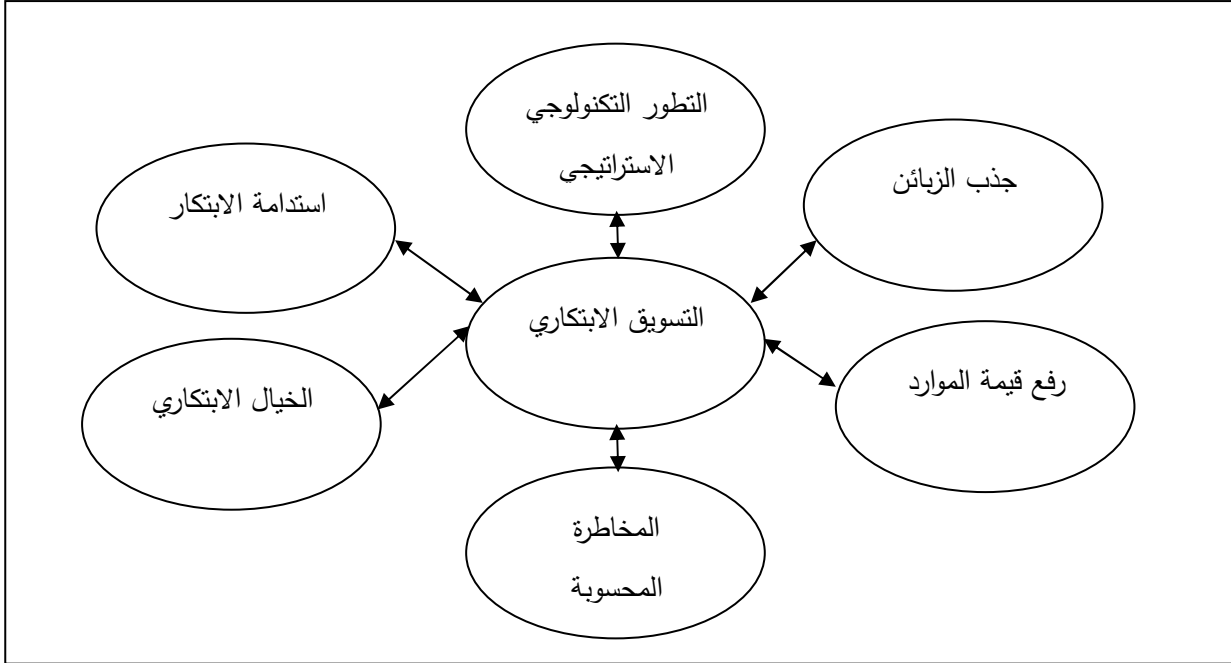 التطور التكنولوجي
الاستراتيجي
جذب الزبائن
استدامة الابتكار
التسويق الابتكاري
رفع قيمة الموارد
الخيال الابتكاري
المخاطرة
المحسوبة